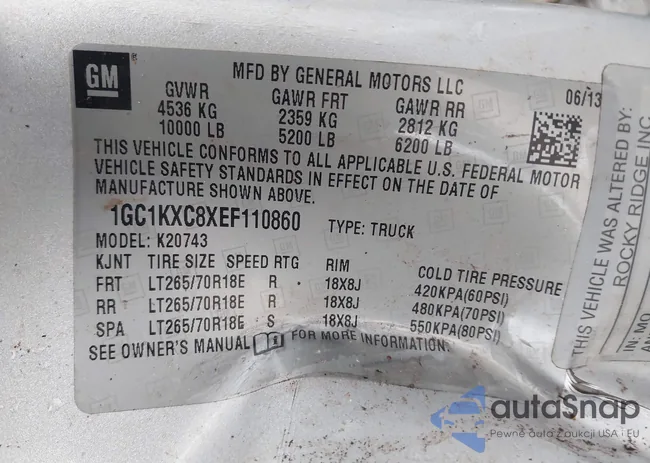 GM
MFD BY GENERAL MOTORS LLC
06/13
GVWR GAWR FRT GAWR RR
4536 KG 2359 KG 2812 KG
10000 LB 5200 LB 6200 LB
THIS VEHICLE CONFORMS TO ALL APPLICABLE U.S. FEDERAL MOTOR
VEHICLE SAFETY STANDARDS IN EFFECT ON THE DATE OF
MANUFACTURE SHOWN ABOVE.
1GC1KXC8XEF110860 TYPE: TRUCK
MODEL: K20743
KJNT TIRE SIZE SPEED RTG RIM COLD TIRE PRESSURE
FRT LT265/70R18E R 18X8J 420KPA(60PSI)
RR LT265/70R18E R 18X8J 480KPA(70PSI)
SPA LT265/70R18E S 18X8J 550KPA(80PSI)
SEE OWNER'S MANUAL FOR MORE INFORMATION.
THIS VEHICLE WAS ALTERED BY:
ROCKY RIDGE INC
IN: MO
AN
autaSnap
Pewne auta z aukcji USA i EU